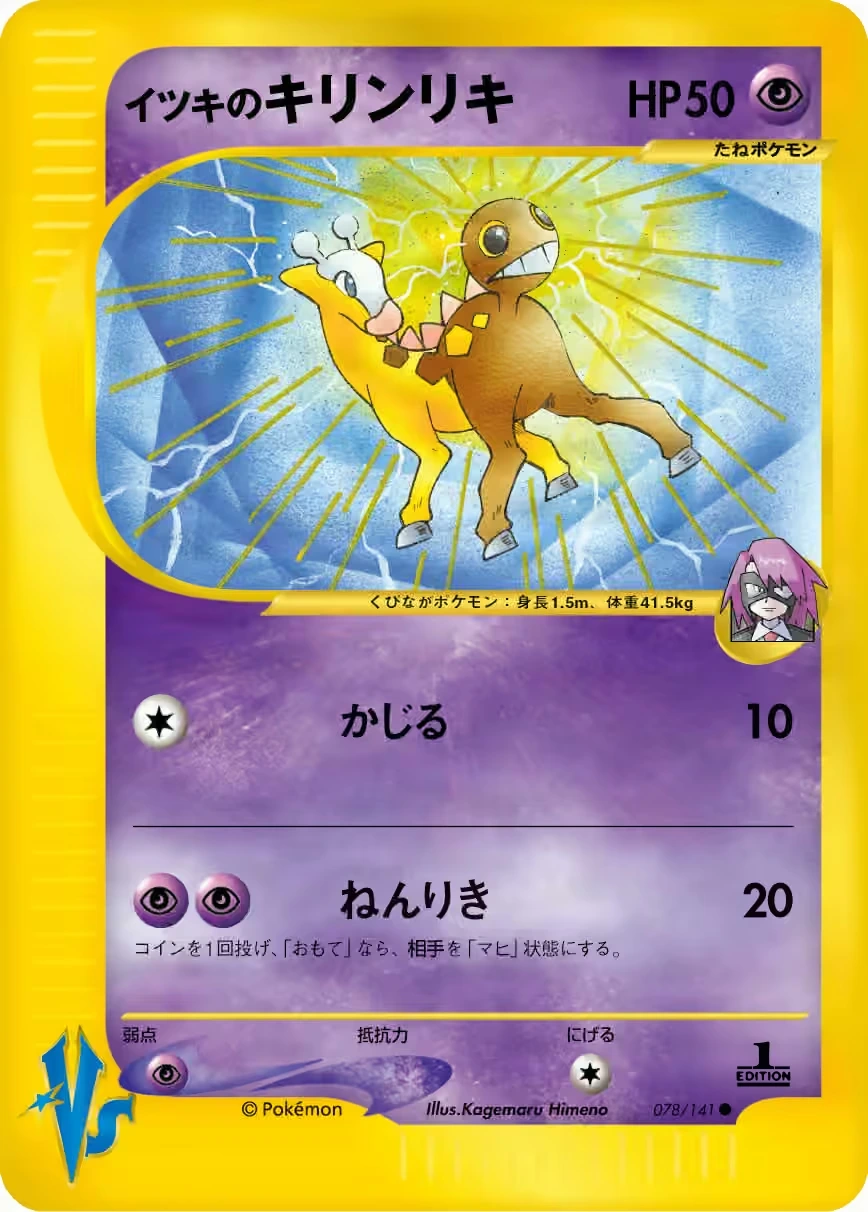 イツキのキリンリキ HP50
たねポケモン
くびながポケモン：身長1.5m、体重41.5kg
かじる 10
ねんりき 20
コインを1回投げ、「おもて」なら、相手を「マヒ」状態にする。
弱点 抵抗力 にげる
1
EDITION
VS
© Pokémon Illus.Kagemaru Himeno 078/141